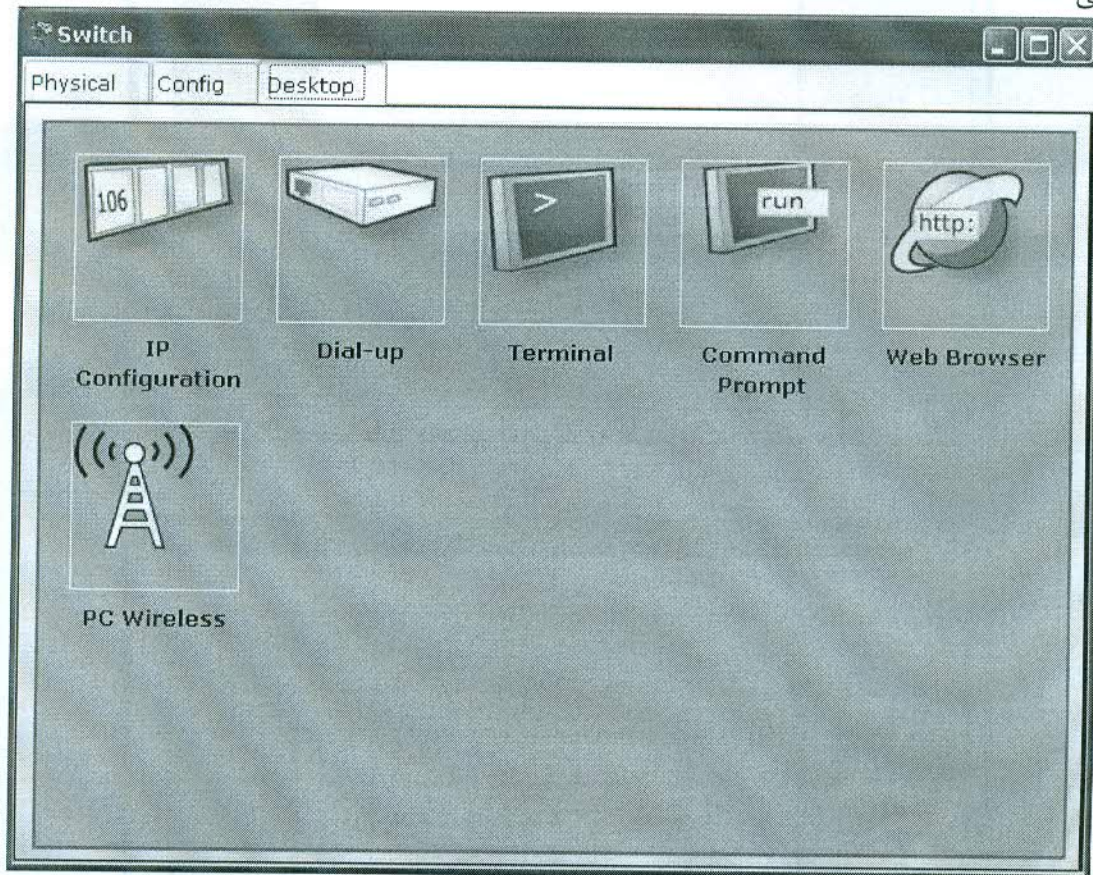 Switch
Physical Config Desktop
106
>
run
http:
IP
Configuration
Dial-up
Terminal
Command
Prompt
Web Browser
PC Wireless